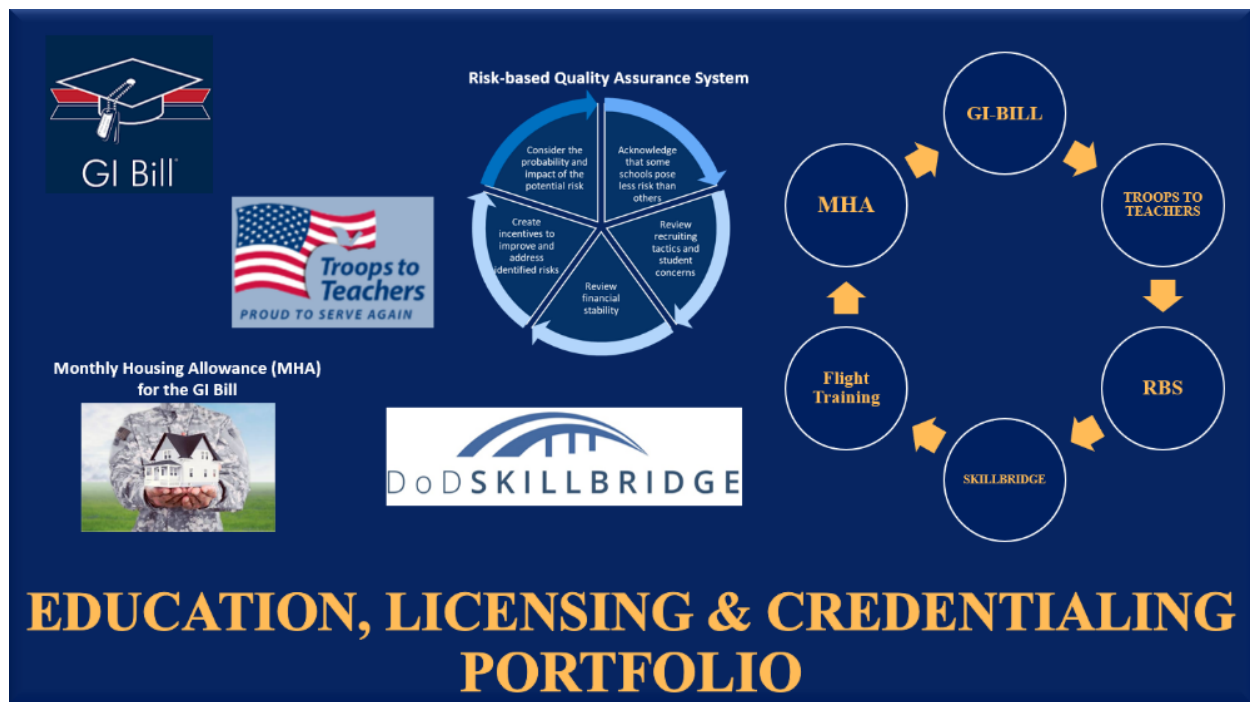 GI Bill
Troops to
Teachers
PROUD TO SERVE AGAIN
Monthly Housing Allowance (MHA)
for the GI Bill
Risk-based Quality Assurance System
Consider the
probability and
impact of the
potential risk
Acknowledge
that some
schools pose
less risk than
others
Review
recruiting
tactics and
student
concerns
Review
financial
stability
Create
incentives to
improve and
address
identified risks
DoDSKILLBRIDGE
GI-BILL
TROOPS TO
TEACHERS
RBS
SKILLBRIDGE
Flight
Training
MHA
EDUCATION, LICENSING & CREDENTIALING
PORTFOLIO